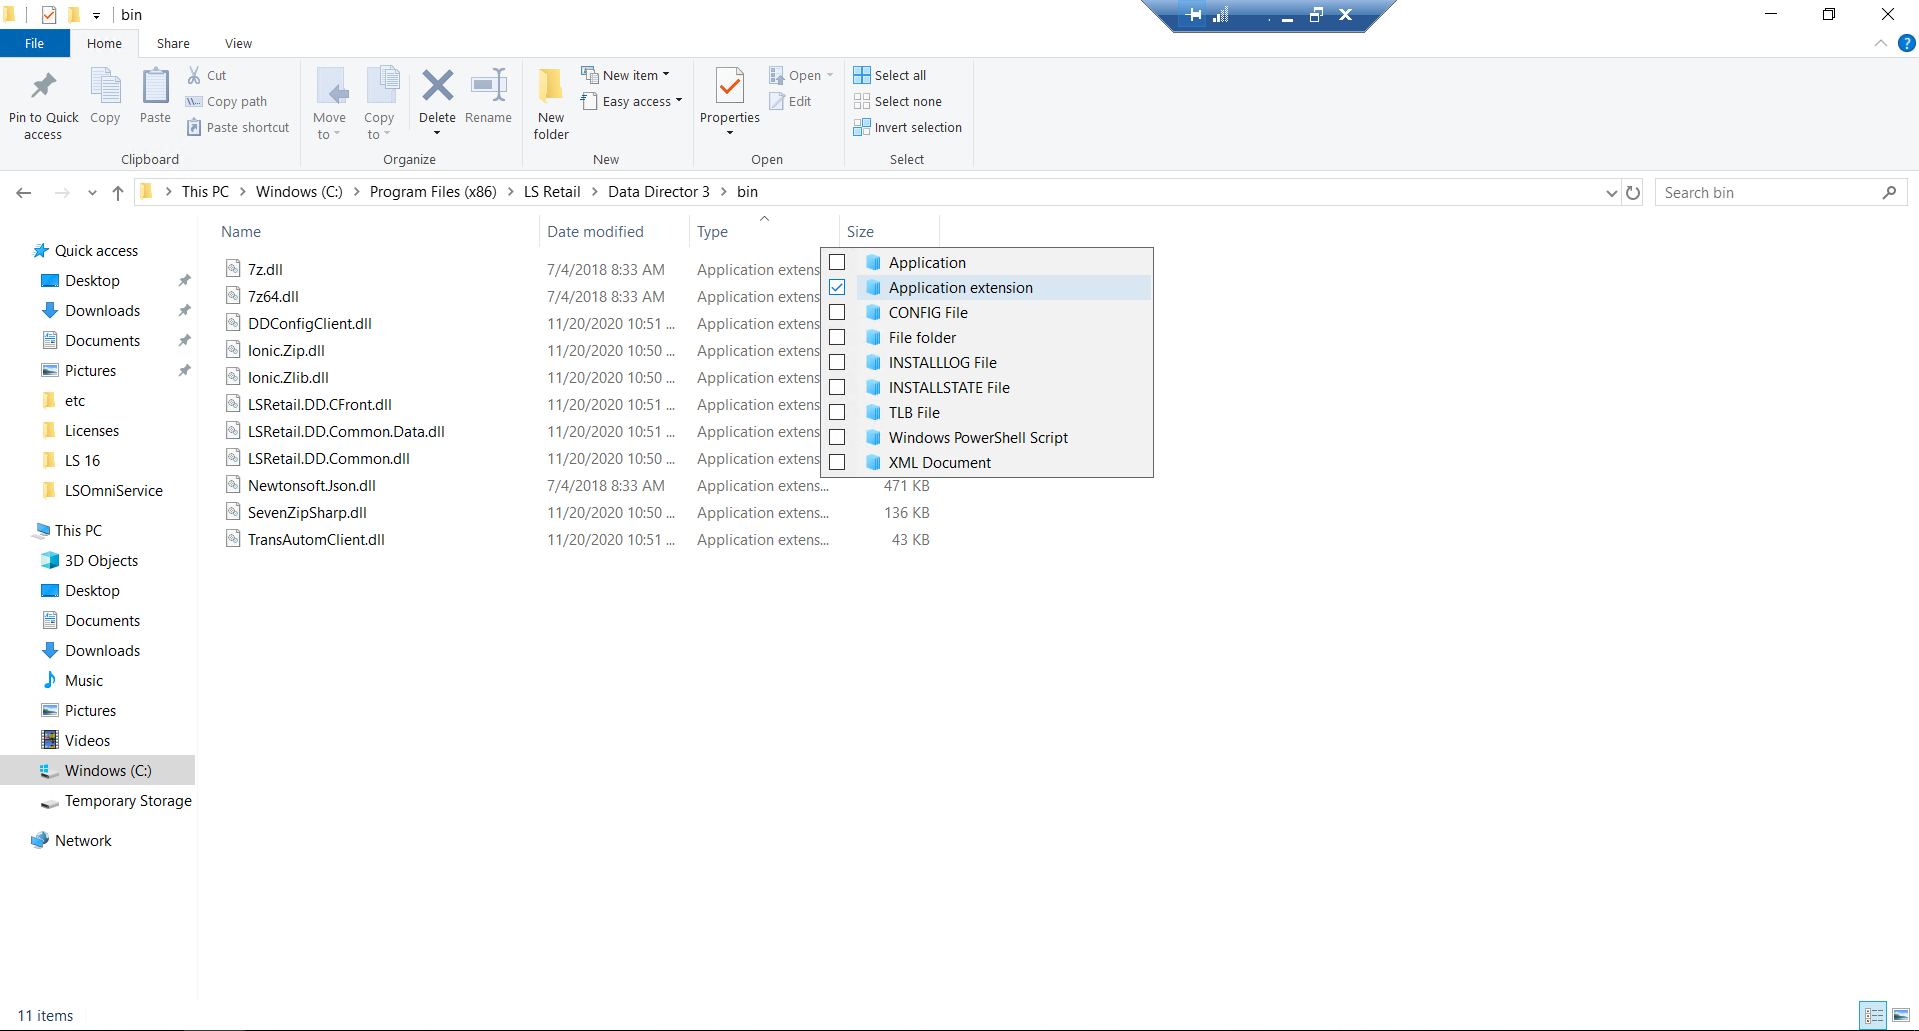 bin
File Home Share View
Pin to Quick access
Copy
Paste
Cut
Copy path
Paste shortcut
Clipboard
Move to
Copy to
Delete
Rename
Organize
New folder
New item
Easy access
New
Properties
Open
Edit
Open
Select all
Select none
Invert selection
Select
This PC > Windows (C:) > Program Files (x86) > LS Retail > Data Director 3 > bin
Search bin
Quick access
Desktop
Downloads
Documents
Pictures
etc
Licenses
LS 16
LSOmniService
This PC
3D Objects
Desktop
Documents
Downloads
Music
Pictures
Videos
Windows (C:)
Temporary Storage
Network
Name Date modified Type Size
7z.dll 7/4/2018 8:33 AM Application extens
7z64.dll 7/4/2018 8:33 AM Application extens
DDConfigClient.dll 11/20/2020 10:51 ... Application extens
Ionic.Zip.dll 11/20/2020 10:50 ... Application extens
Ionic.Zlib.dll 11/20/2020 10:50 ... Application extens
LSRetail.DD.CFront.dll 11/20/2020 10:51 ... Application extens
LSRetail.DD.Common.Data.dll 11/20/2020 10:51 ... Application extens
LSRetail.DD.Common.dll 11/20/2020 10:50 ... Application extens
Newtonsoft.Json.dll 7/4/2018 8:33 AM Application extens... 471 KB
SevenZipSharp.dll 11/20/2020 10:50 ... Application extens... 136 KB
TransAutomClient.dll 11/20/2020 10:51 ... Application extens... 43 KB
Application
Application extension
CONFIG File
File folder
INSTALLLOG File
INSTALLSTATE File
TLB File
Windows PowerShell Script
XML Document
11 items